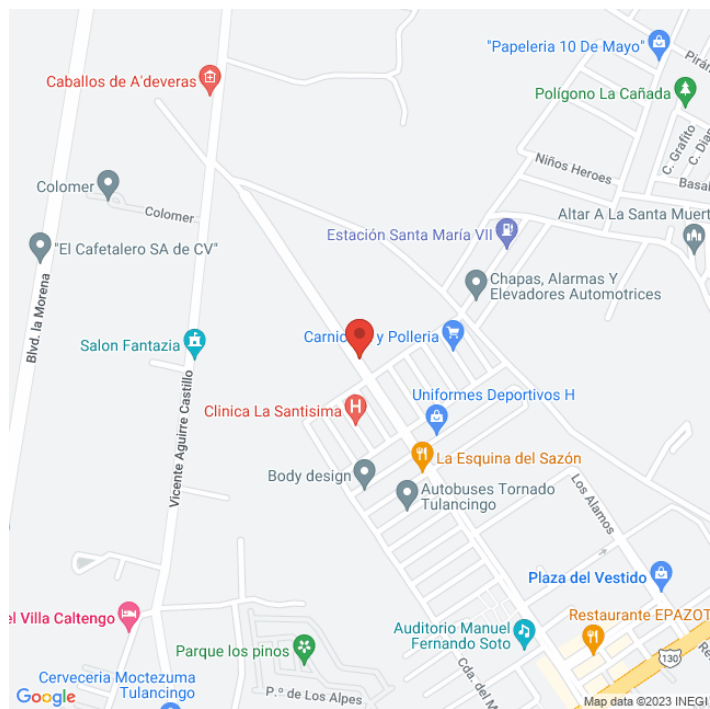 "Papeleria 10 De Mayo"
Caballos de A'deveras
Polígono La Cañada
C. Grafito
Niños Heroes
Colomer
Colomer
Altar A La Santa Muert
Estación Santa María VII
"El Cafetalero SA de CV"
Chapas, Alarmas Y
Elevadores Automotrices
Blvd. la Morena
Salon Fantazia
y Polleria
Uniformes Deportivos H
Clinica La Santisima
Vicente Aguirre Castillo
La Esquina del Sazón
Body design
Autobuses Tornado
Tulancingo
Los Alamos
Plaza del Vestido
el Villa Caltengo
Restaurante EPAZOT
Auditorio Manuel
Fernando Soto
Parque los pinos
130
Cerveceria Moctezuma
Tulancingo
P.º de Los Alpes
Cda. del M
Google
Map data ©2023 INEGI